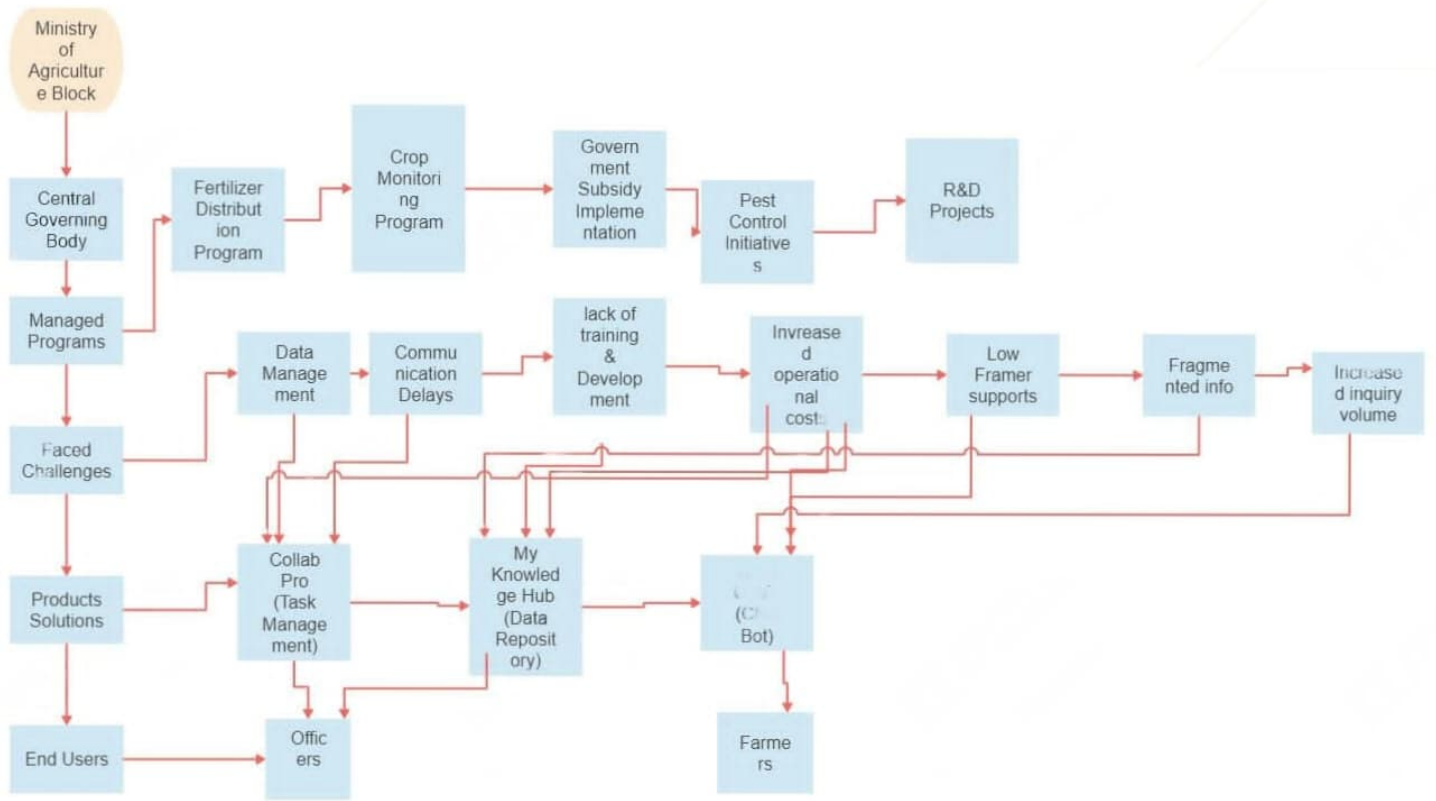 Ministry
of
Agricultur
e Block
Central
Governing
Body
Managed
Programs
Fertilizer
Distribut
ion
Program
Crop
Monitori
ng
Program
Govern
ment
Subsidy
Impleme
ntation
Pest
Control
Initiative
s
R&D
Projects
Faced
Challenges
Data
Manage
ment
Commu
nication
Delays
lack of
training
&
Develop
ment
Invrease
d
operatio
nal
costs
Low
Framer
supports
Fragme
nted info
Increase
d inquiry
volume
Products
Solutions
Collab
Pro
(Task
Manage
ment)
My
Knowled
ge Hub
(Data
Reposit
ory)
Bot)
End Users
Offic
ers
Farme
rs